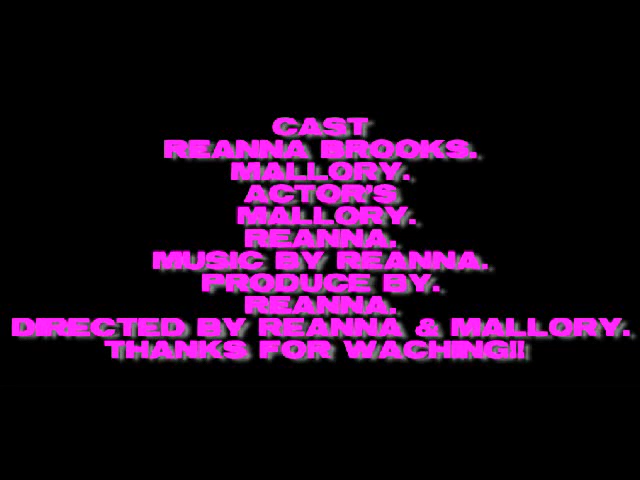 CAST
REANNA BROOKS.
MALLORY.
ACTOR'S
MALLORY.
REANNA.
MUSIC BY REANNA.
PRODUCE BY.
REANNA.
DIRECTED BY REANNA & MALLORY.
THANKS FOR WACHING!!